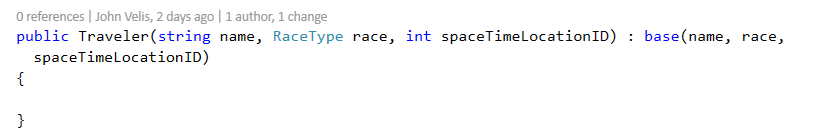 0 references | John Velis, 2 days ago | 1 author, 1 change
public Traveler(string name, RaceType race, int spaceTimeLocationID) : base(name, race,
spaceTimeLocationID)
{
}